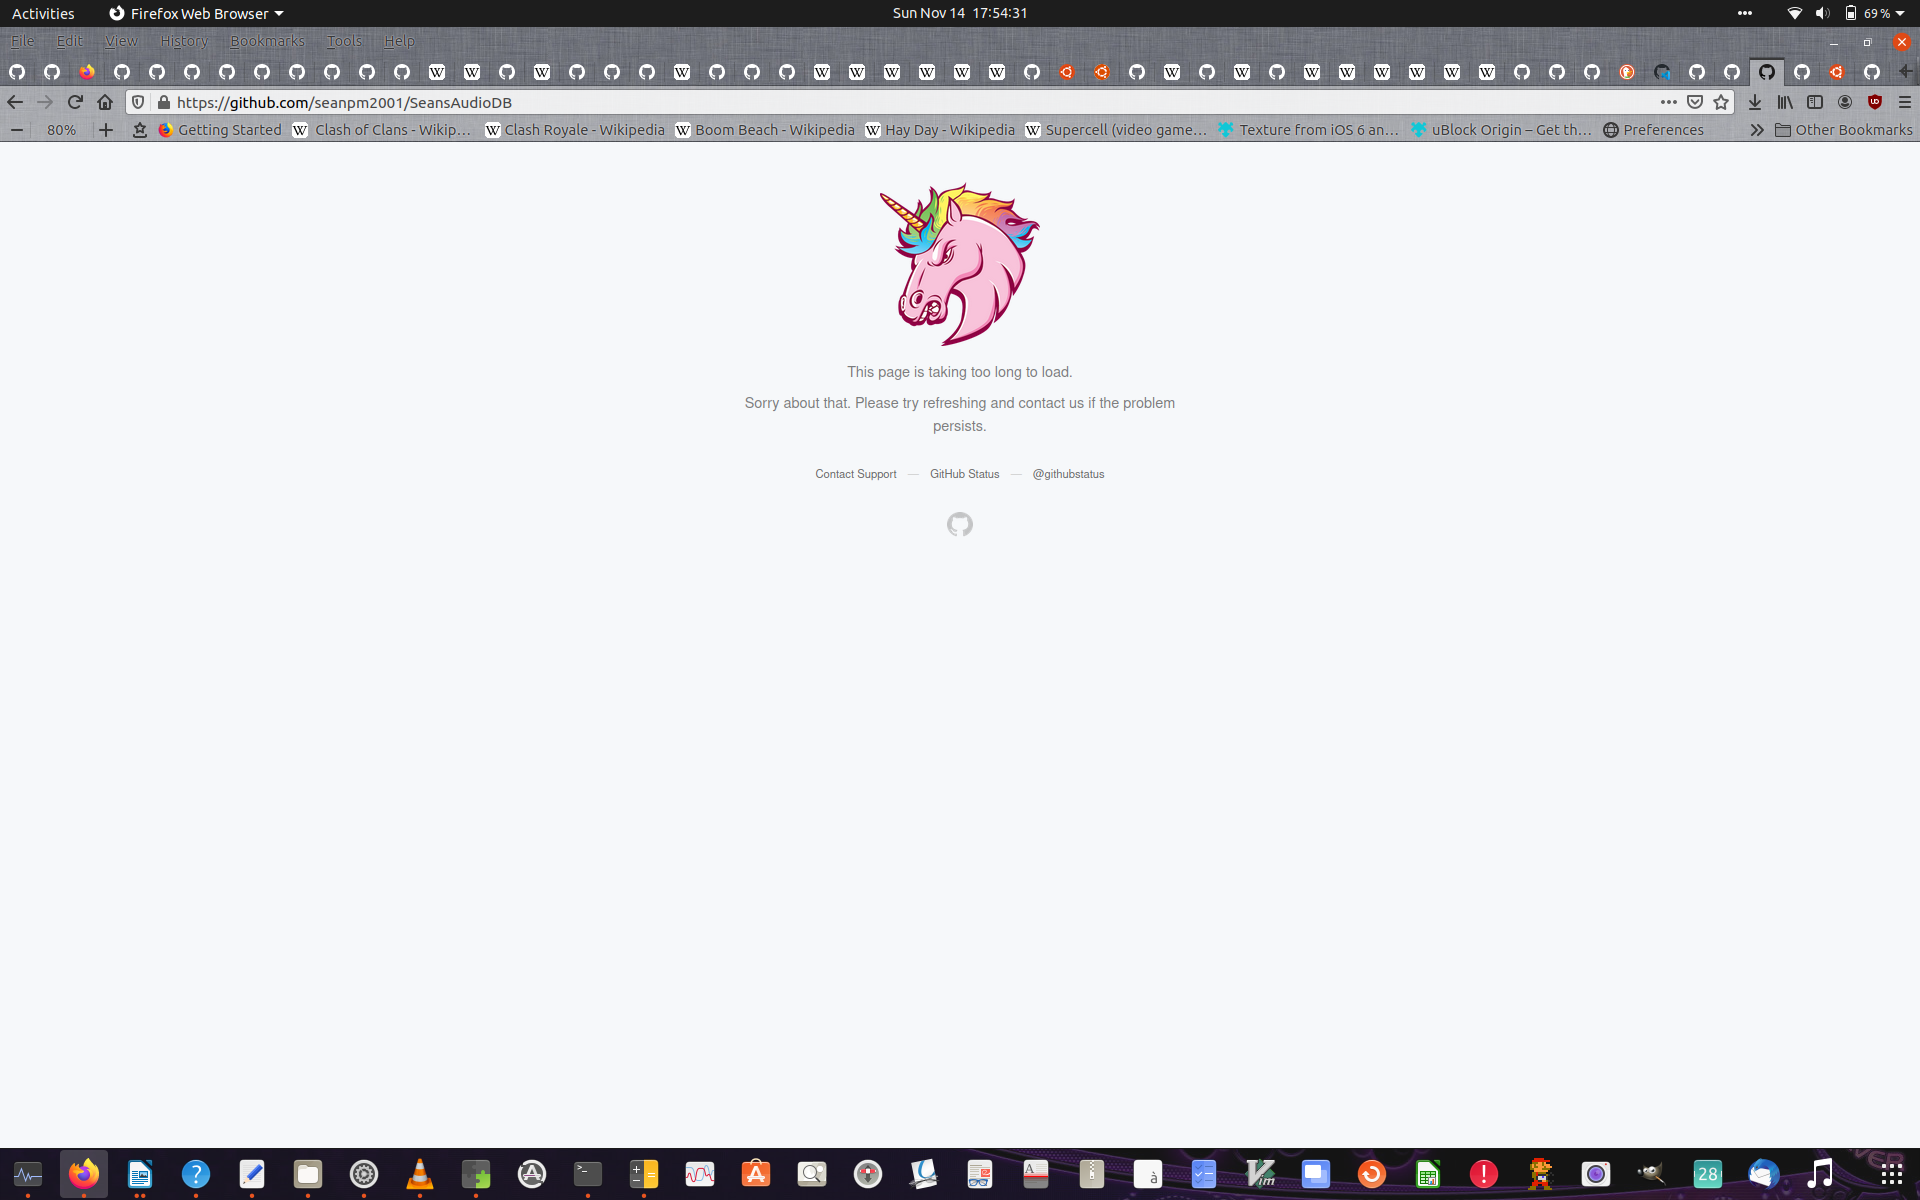 Activities
Firefox Web Browser
Sun Nov 14 17:54:31
69 %
File Edit View History Bookmarks Tools Help
https://github.com/seanpm2001/SeansAudioDB
80%
Getting Started
Clash of Clans - Wikip…
Clash Royale - Wikipedia
Boom Beach - Wikipedia
Hay Day - Wikipedia
Supercell (video game…
Texture from iOS 6 an…
uBlock Origin – Get th…
Preferences
Other Bookmarks
This page is taking too long to load.
Sorry about that. Please try refreshing and contact us if the problem
persists.
Contact Support — GitHub Status — @githubstatus
28